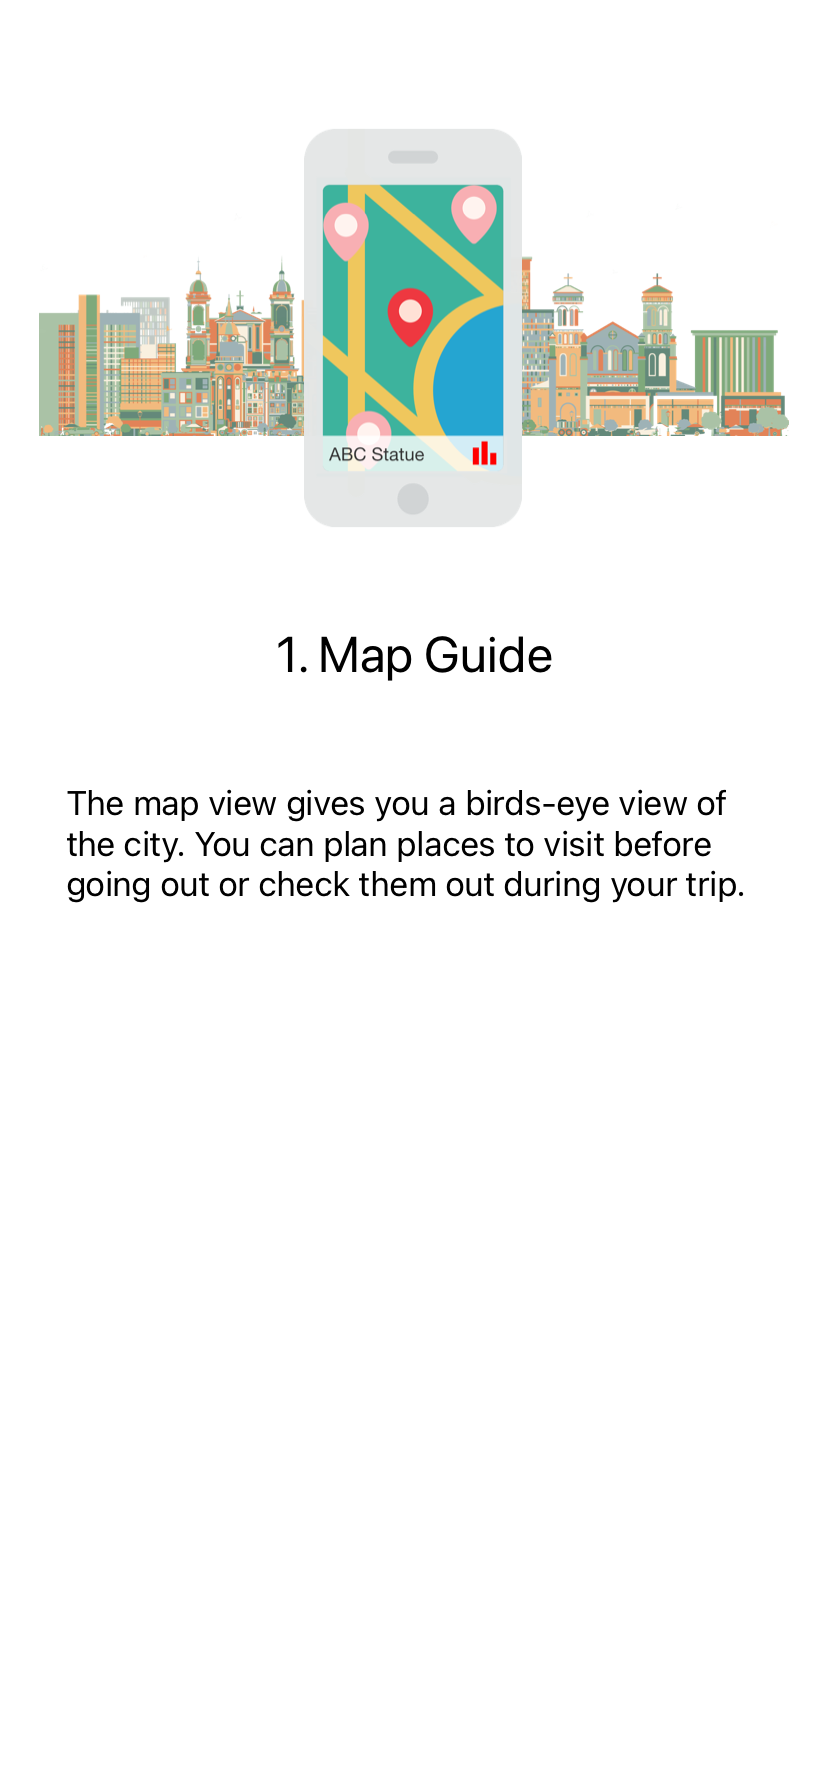 ABC Statue
1. Map Guide
The map view gives you a birds-eye view of
the city. You can plan places to visit before
going out or check them out during your trip.